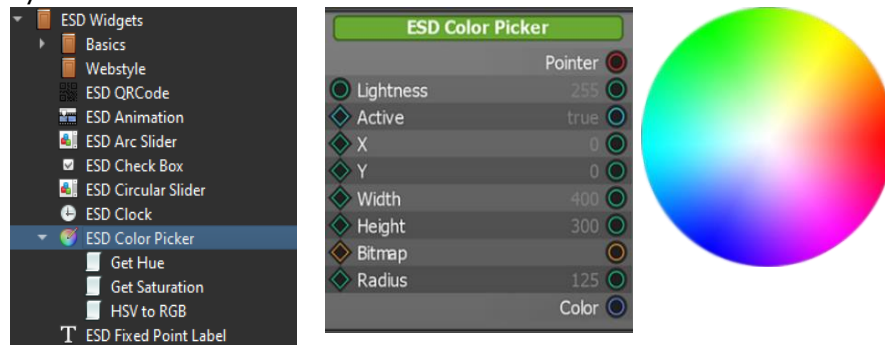 ESD Widgets
Basics
Webstyle
ESD QRCode
ESD Animation
ESD Arc Slider
ESD Check Box
ESD Circular Slider
ESD Clock
ESD Color Picker
Get Hue
Get Saturation
HSV to RGB
T ESD Fixed Point Label
ESD Color Picker
Pointer
Lightness 255
Active true
X 0
Y 0
Width 400
Height 300
Bitmap
Radius 125
Color